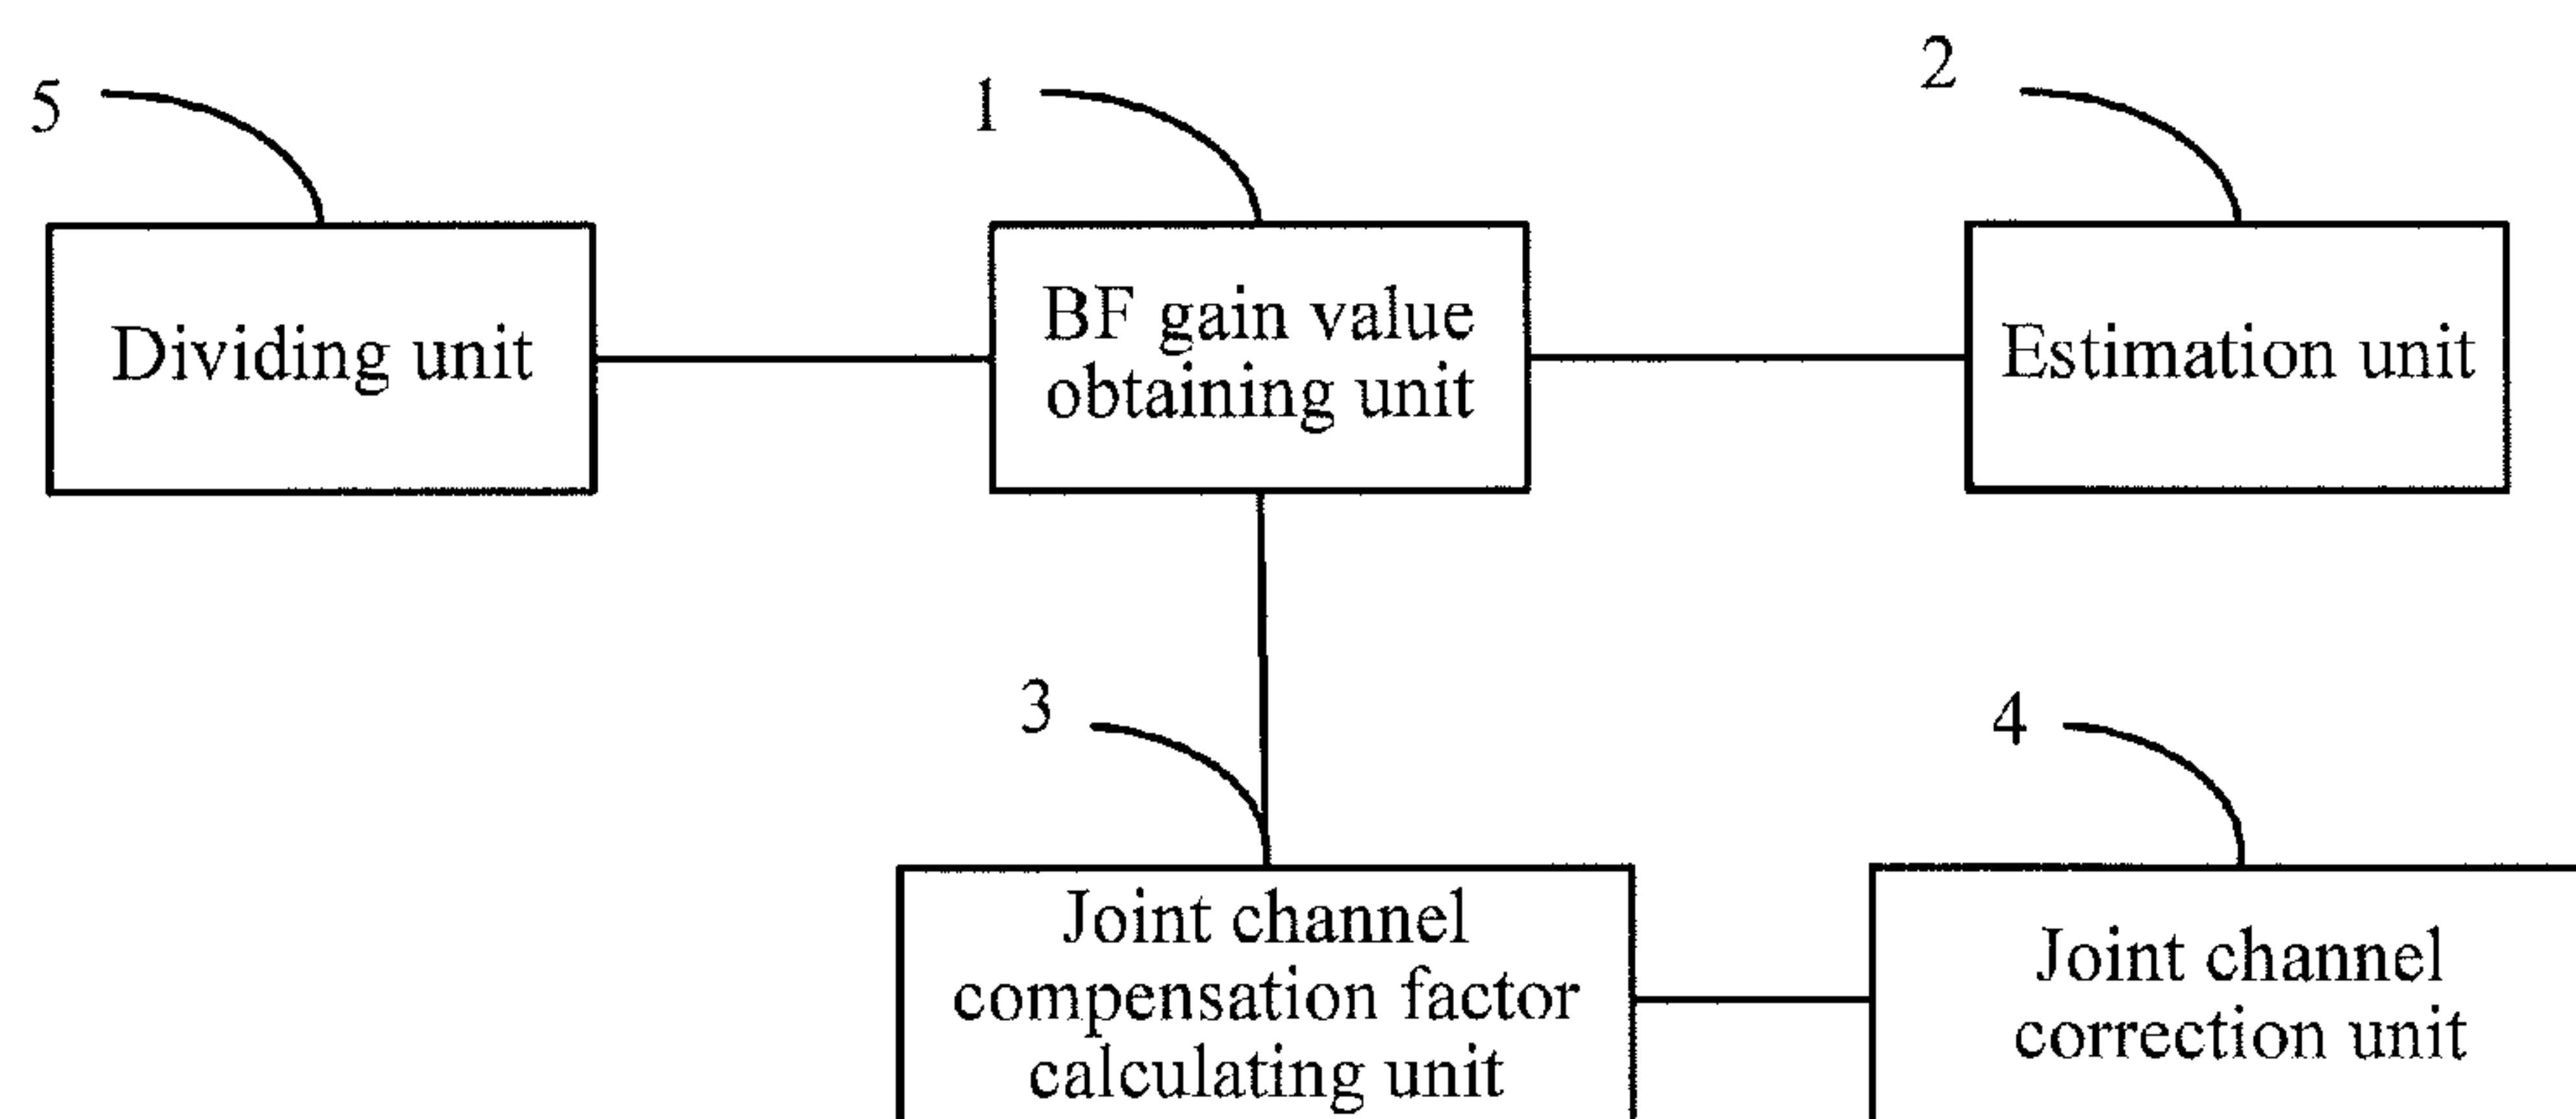 5
1
2
Dividing unit
BF gain value
obtaining unit
Estimation unit
3
4
Joint channel
compensation factor
calculating unit
Joint channel
correction unit